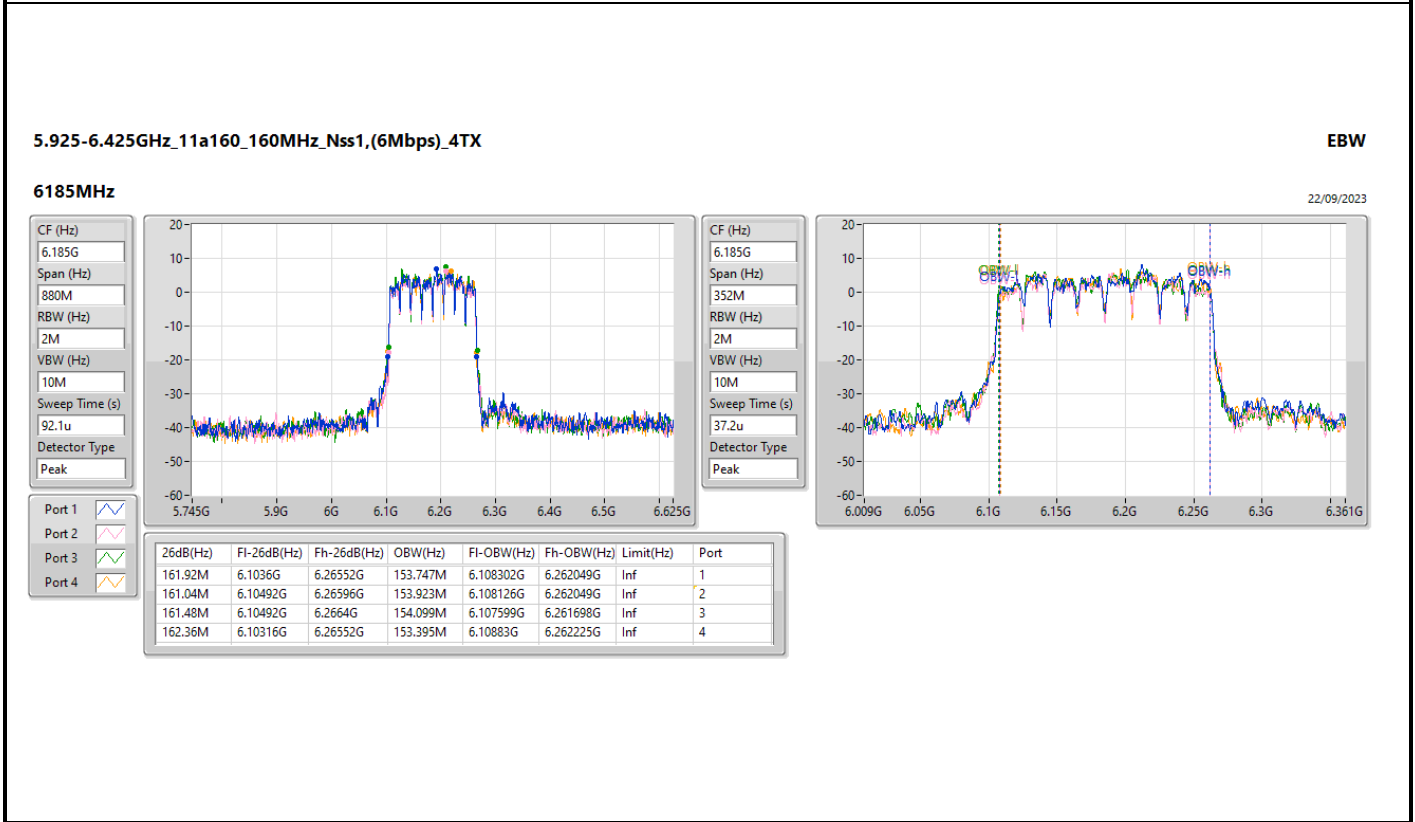 5.925-6.425GHz_11a160_160MHz_Nss1,(6Mbps)_4TX
EBW
6185MHz
22/09/2023
CF (Hz)
6.185G
Span (Hz)
880M
RBW (Hz)
2M
VBW (Hz)
10M
Sweep Time (s)
92.1u
Detector Type
Peak
20
10
0
-10
-20
-30
-40
-50
-60
5.745G 5.9G 6G 6.1G 6.2G 6.3G 6.4G 6.5G 6.625G
CF (Hz)
6.185G
Span (Hz)
352M
RBW (Hz)
2M
VBW (Hz)
10M
Sweep Time (s)
37.2u
Detector Type
Peak
20
10
0
-10
-20
-30
-40
-50
-60
OBW-l OBW-h
6.009G 6.05G 6.1G 6.15G 6.2G 6.25G 6.3G 6.361G
Port 1
Port 2
Port 3
Port 4
26dB(Hz) Fl-26dB(Hz) Fh-26dB(Hz) OBW(Hz) Fl-OBW(Hz) Fh-OBW(Hz) Limit(Hz) Port
161.92M 6.1036G 6.26552G 153.747M 6.108302G 6.262049G Inf 1
161.04M 6.10492G 6.26596G 153.923M 6.108126G 6.262049G Inf 2
161.48M 6.10492G 6.2664G 154.099M 6.107599G 6.261698G Inf 3
162.36M 6.10316G 6.26552G 153.395M 6.10883G 6.262225G Inf 4